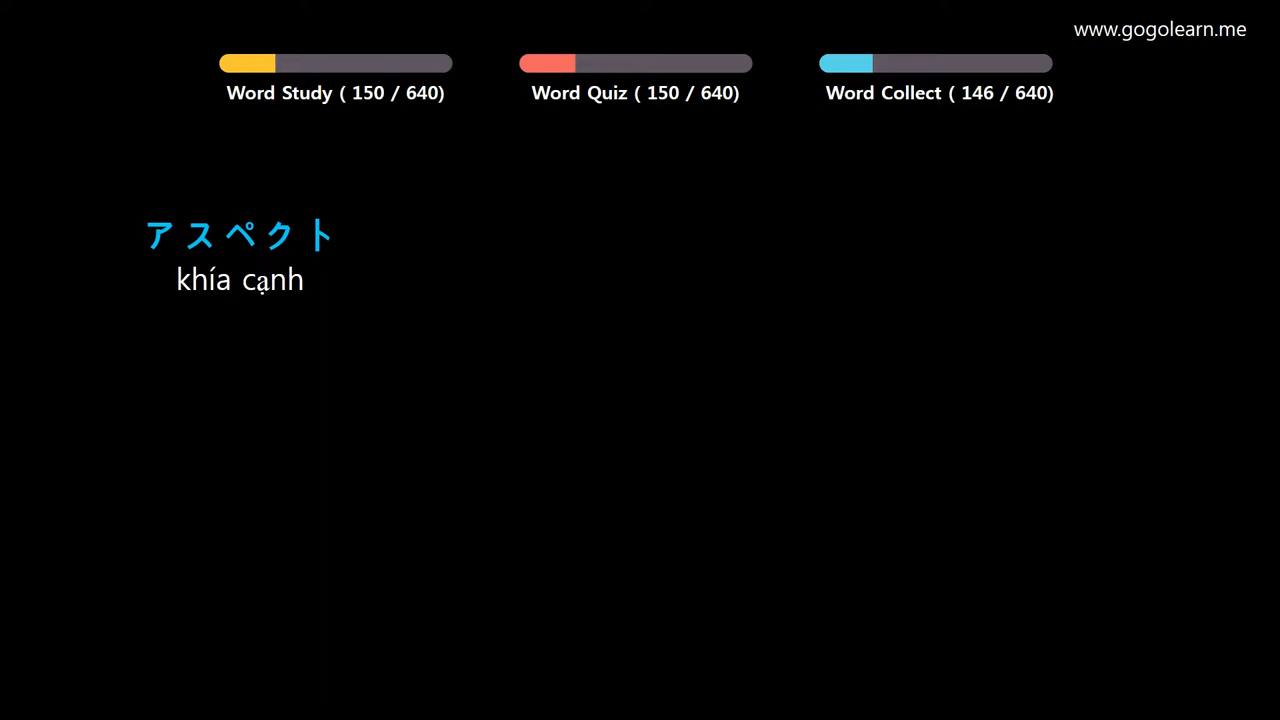 www.gogolearn.me
Word Study ( 150 / 640)
Word Quiz ( 150 / 640)
Word Collect ( 146 / 640)
アスペクト
khía cạnh